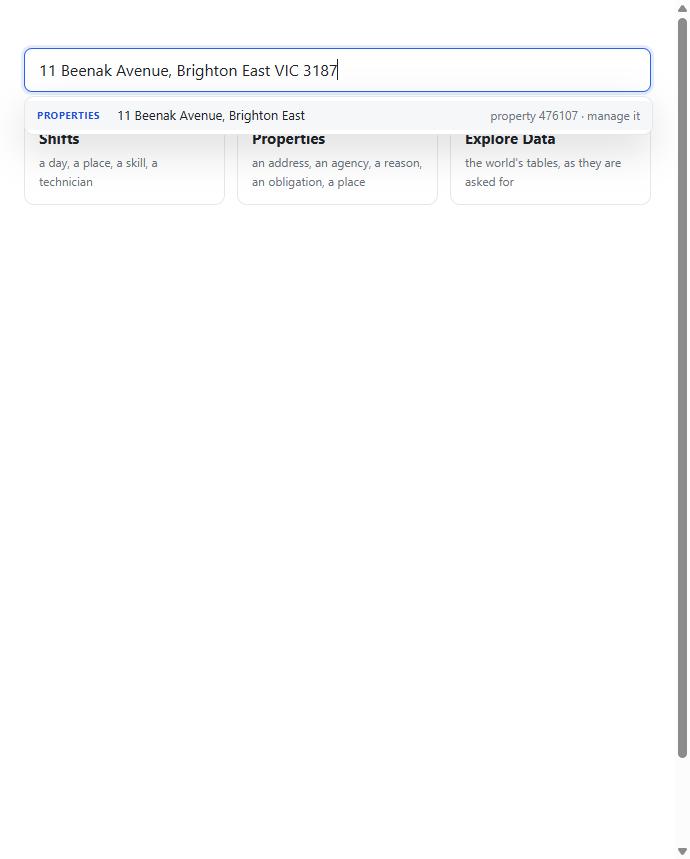 11 Beenak Avenue, Brighton East VIC 3187
PROPERTIES 11 Beenak Avenue, Brighton East property 476107 · manage it
Shifts
a day, a place, a skill, a
technician
Properties
an address, an agency, a reason,
an obligation, a place
Explore Data
the world's tables, as they are
asked for